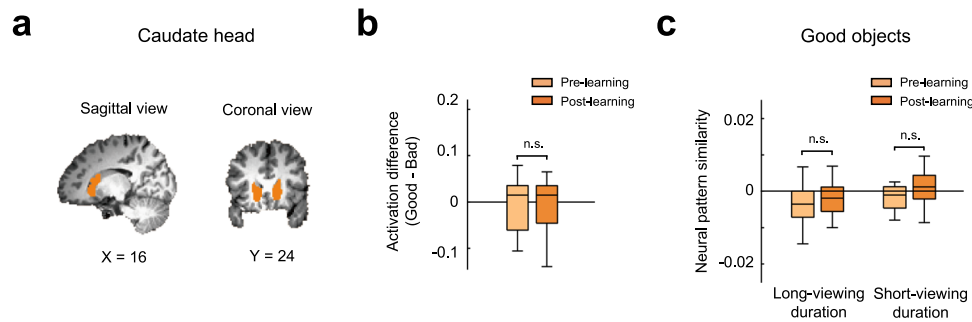 a
Caudate head
Sagittal view
Coronal view
X = 16
Y = 24
b
Pre-learning
Post-learning
Activation difference
(Good - Bad)
0.2
0.1
0
-0.1
n.s.
c
Good objects
Pre-learning
Post-learning
Neural pattern similarity
0.02
0
-0.02
n.s.
n.s.
Long-viewing
duration
Short-viewing
duration